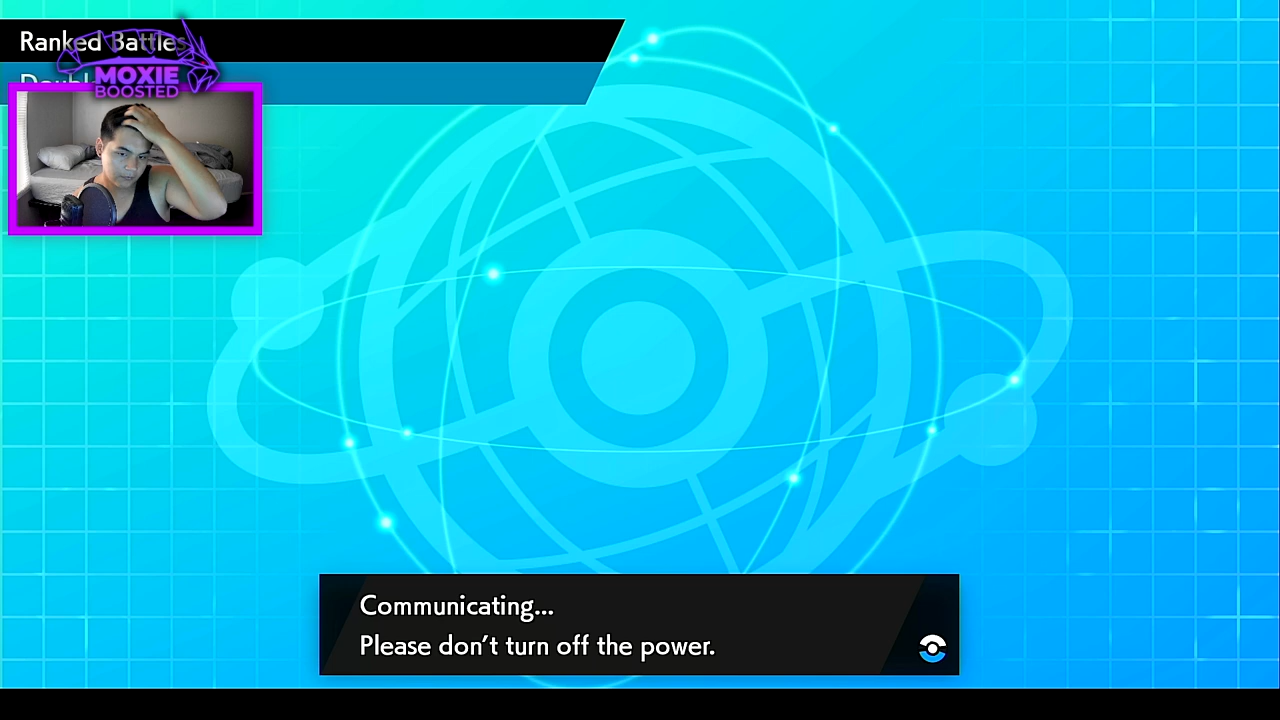 Ranked Battles
MOXIE
BOOSTED
Communicating...
Please don't turn off the power.